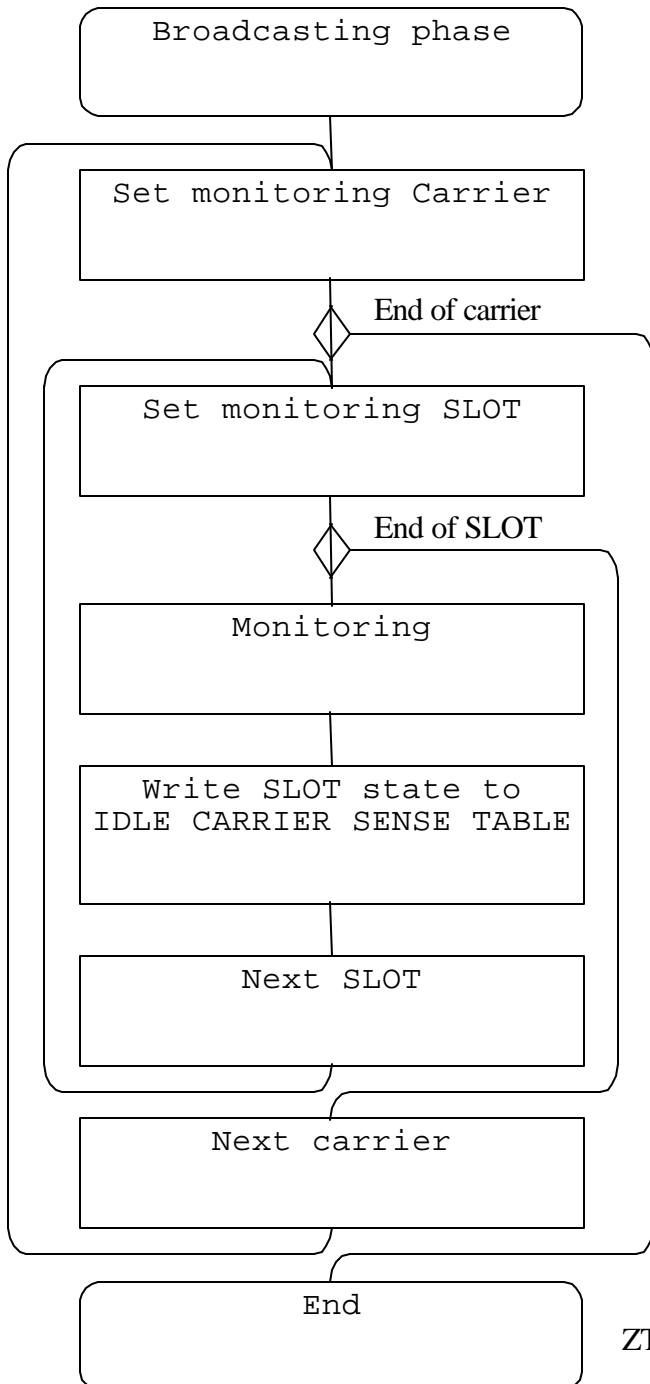 Broadcasting phase
Set monitoring Carrier
End of carrier
Set monitoring SLOT
End of SLOT
Monitoring
Write SLOT state to
IDLE CARRIER SENSE TABLE
Next SLOT
Next carrier
End